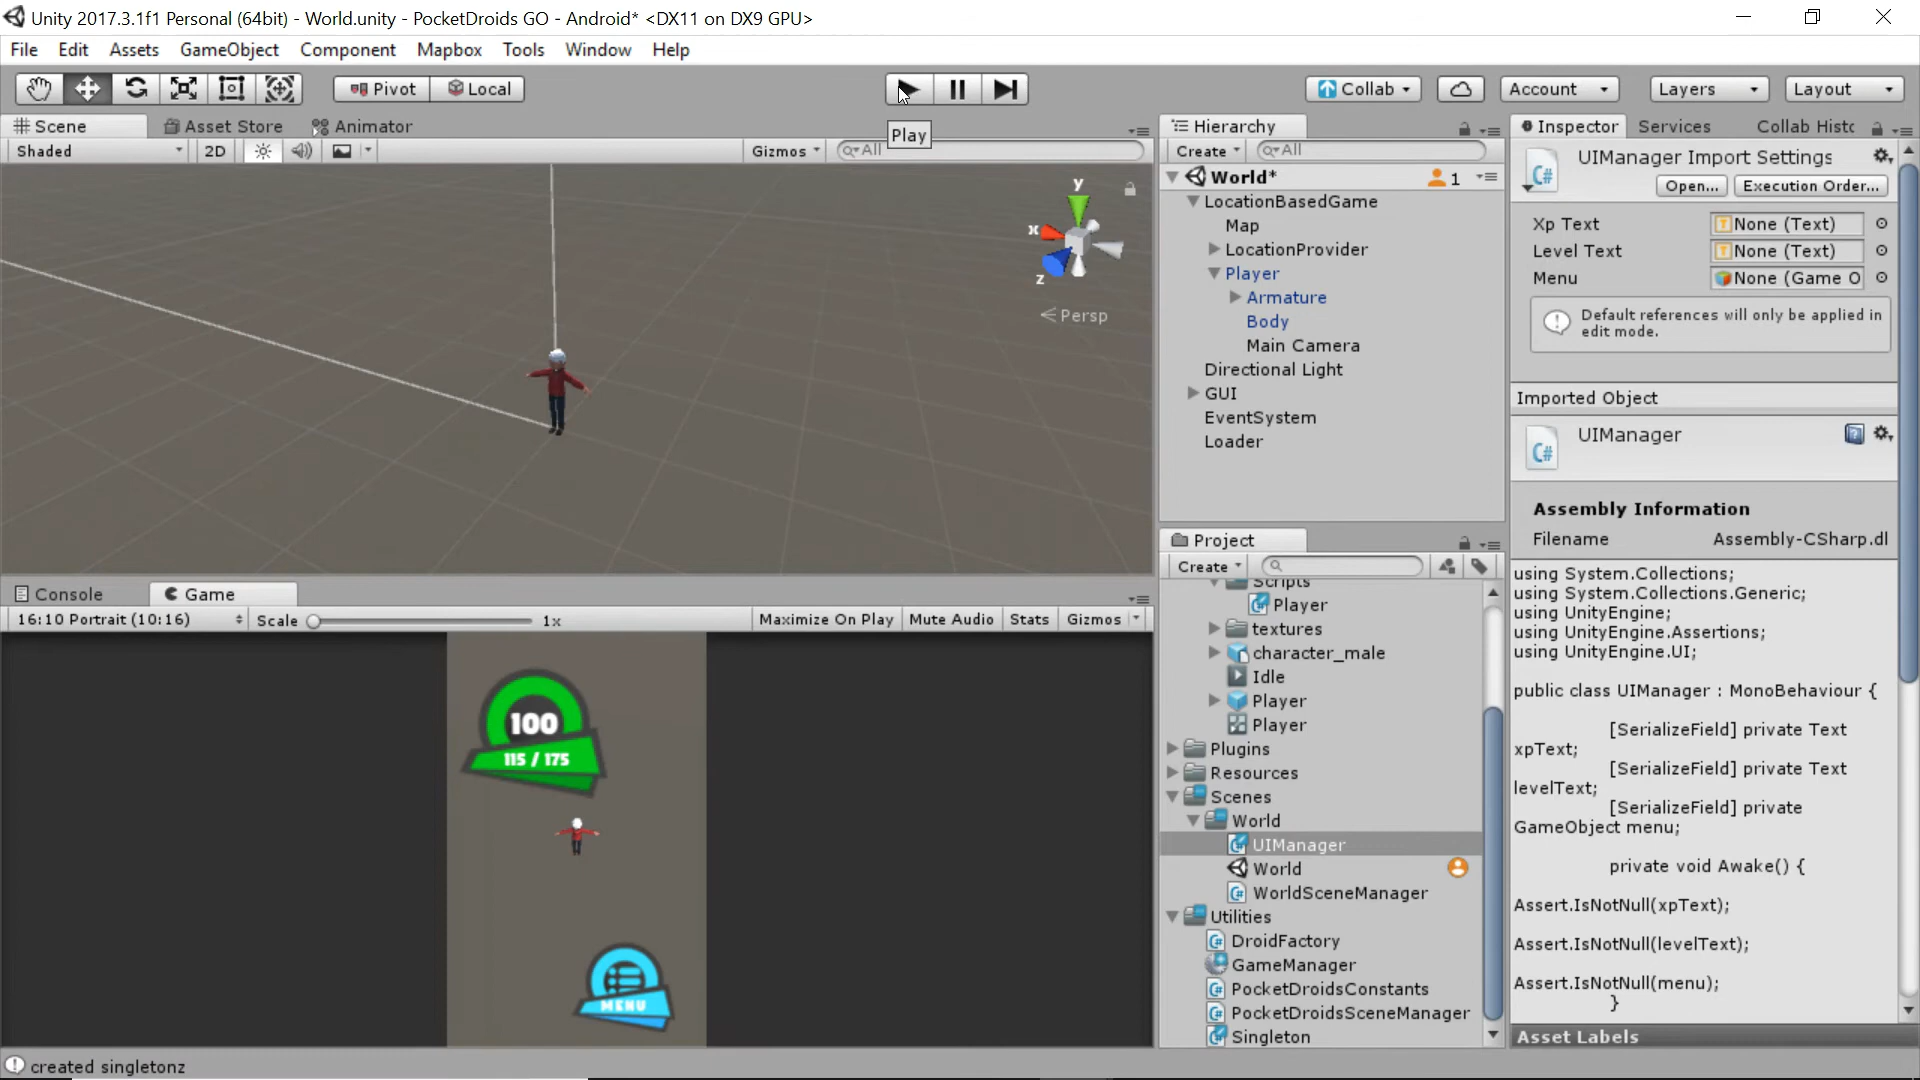 Unity 2017.3.1f1 Personal (64bit) - World.unity - PocketDroids GO - Android* <DX11 on DX9 GPU>
File Edit Assets GameObject Component Mapbox Tools Window Help
Pivot Local Collab Account Layers Layout
Play
Scene Asset Store Animator
Shaded 2D Gizmos All
y
x
z
Persp
Console Game
16:10 Portrait (10:16) Scale 1x Maximize On Play Mute Audio Stats Gizmos
100
115 / 175
MENU
Hierarchy
Create All
World* 1
LocationBasedGame
Map
LocationProvider
Player
Armature
Body
Main Camera
Directional Light
GUI
EventSystem
Loader
Project
Create
Scripts
Player
textures
character_male
Idle
Player
Player
Plugins
Resources
Scenes
World
UIManager
World
WorldSceneManager
Utilities
DroidFactory
GameManager
PocketDroidsConstants
PocketDroidsSceneManager
Singleton
Inspector Services Collab Histc
C#
UIManager Import Settings
Open... Execution Order...
Xp Text None (Text)
Level Text None (Text)
Menu None (Game O
Default references will only be applied in
edit mode.
Imported Object
C#
UIManager
Assembly Information
Filename Assembly-CSharp.dl
using System.Collections;
using System.Collections.Generic;
using UnityEngine;
using UnityEngine.Assertions;
using UnityEngine.UI;
public class UIManager : MonoBehaviour {
[SerializeField] private Text
xpText;
[SerializeField] private Text
levelText;
[SerializeField] private
GameObject menu;
private void Awake() {
Assert.IsNotNull(xpText);
Assert.IsNotNull(levelText);
Assert.IsNotNull(menu);
}
Asset Labels
created singletonz